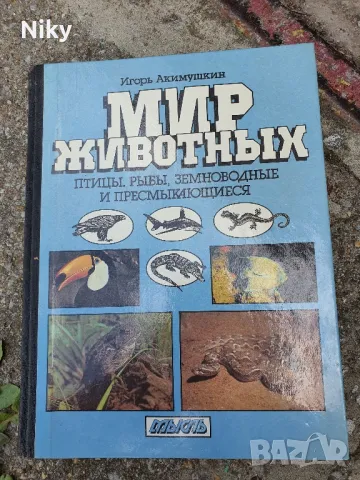 Niky
Игорь Акимушкин
МИР
ЖИВОТНЫХ
ПТИЦЫ, РЫБЫ, ЗЕМНОВОДНЫЕ
И ПРЕСМЫКАЮЩИЕСЯ
МЫСЛЬ
BAZAR